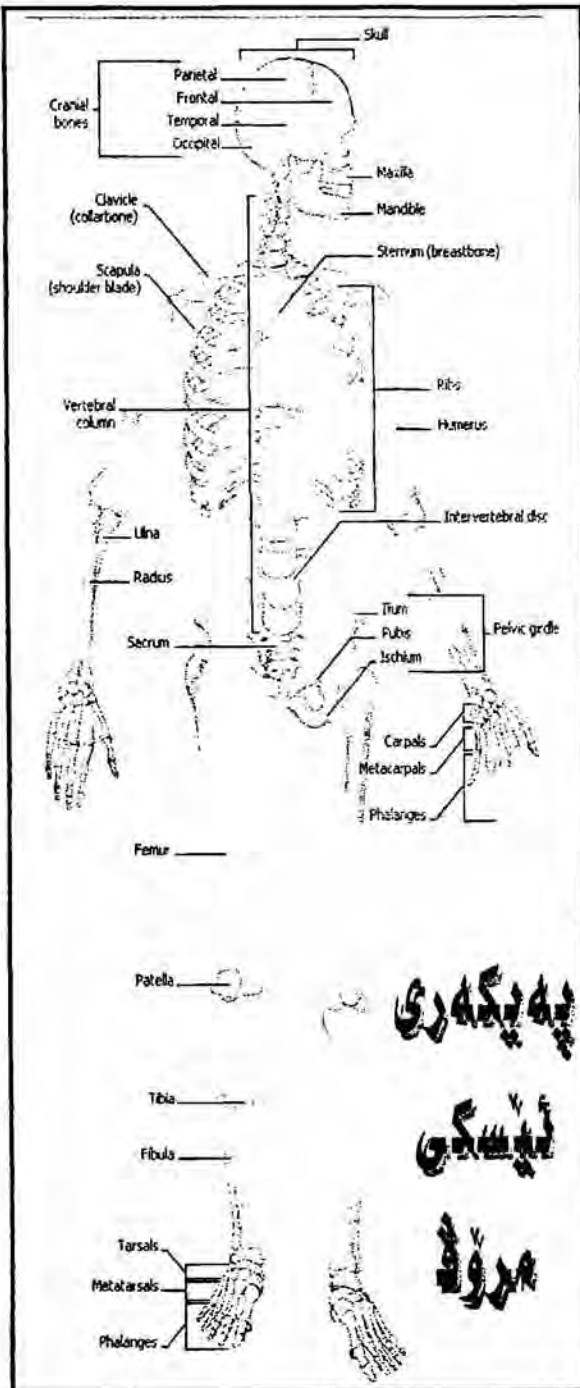 Skull
Parietal
Frontal
Cranial
bones
Temporal
Occipital
Maxilla
Mandible
Clavicle
(collarbone)
Sternum (breastbone)
Scapula
(shoulder blade)
Ribs
Vertebral
column
Humerus
Intervertebral disc
Ulna
Radius
Ilium
Pubis
Pelvic girdle
Sacrum
Ischium
Carpals
Metacarpals
Phalanges
Femur
Patella
پەیکەری
Tibia
ئێسکی
Fibula
مرۆڤ
Tarsals
Metatarsals
Phalanges